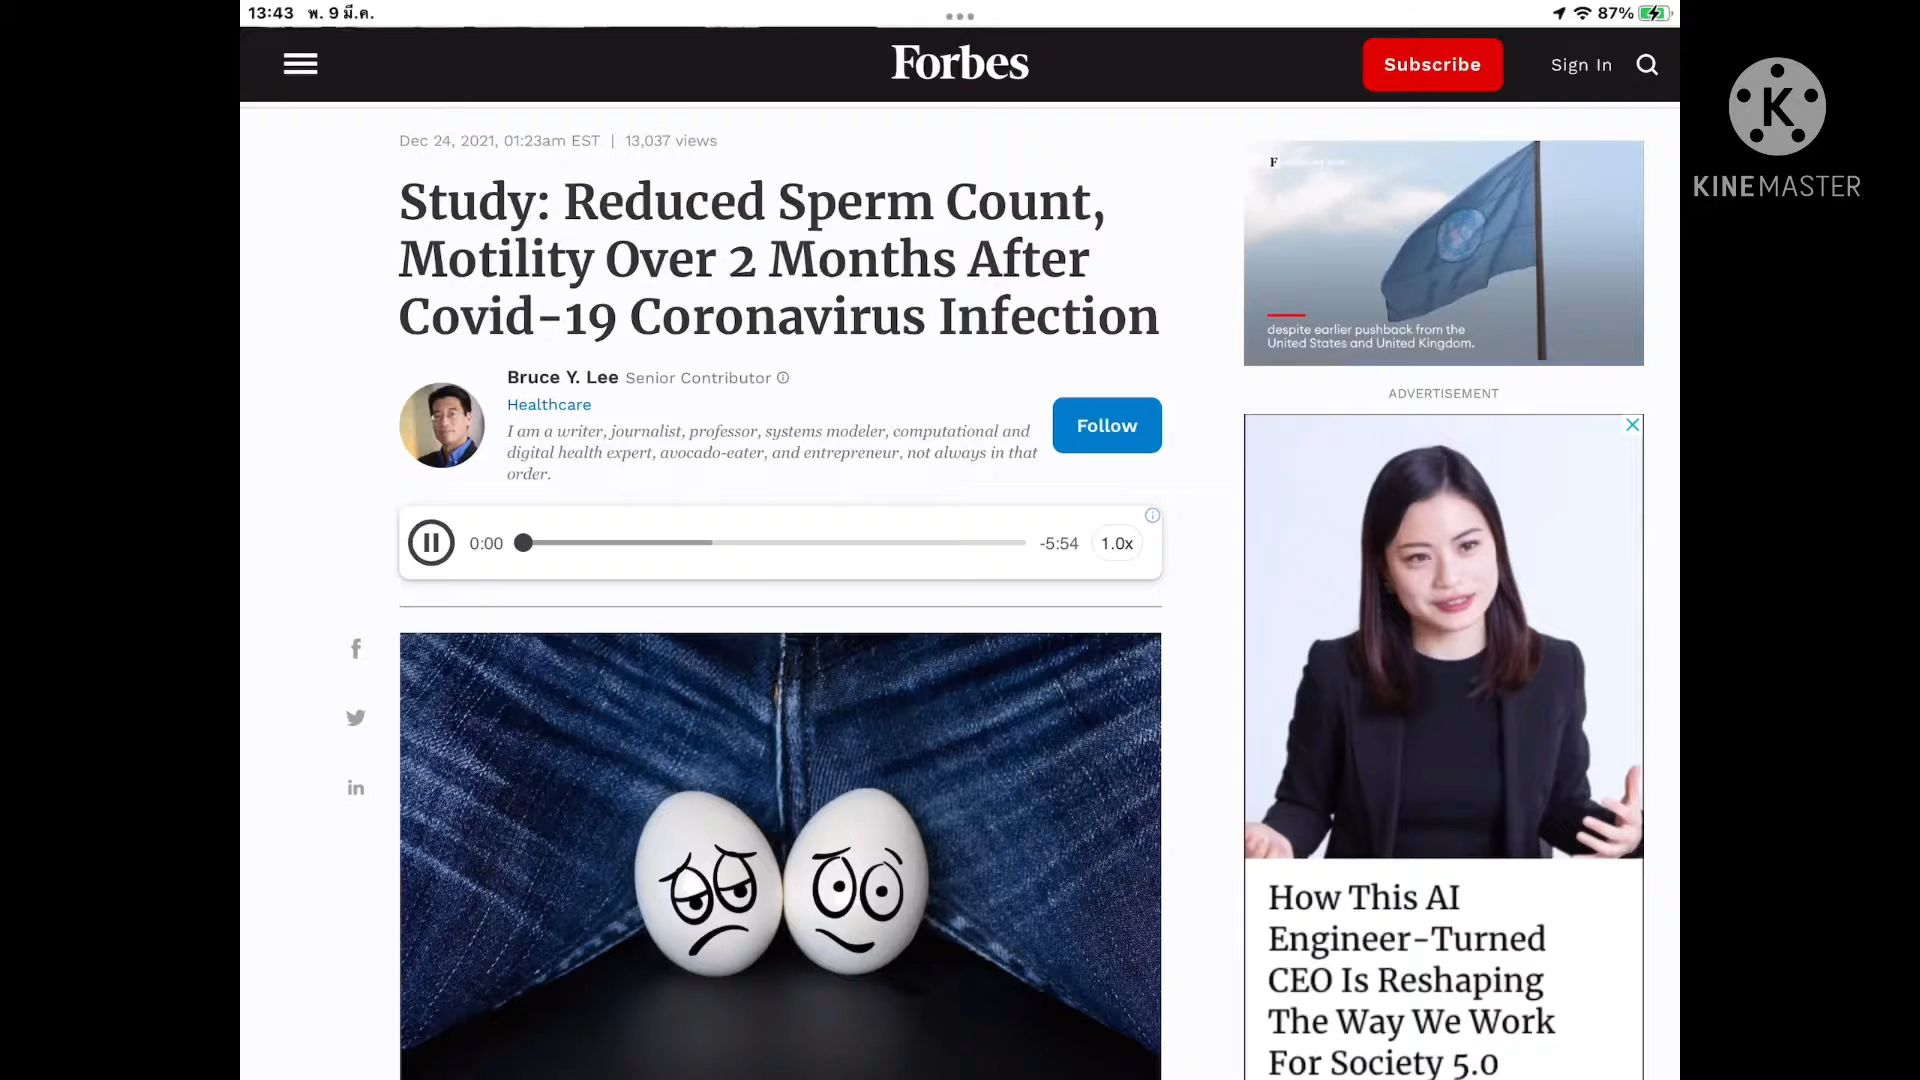 13:43 พ. 9 มี.ค.
87%
Forbes
Subscribe
Sign In
KINEMASTER
Dec 24, 2021, 01:23am EST | 13,037 views
Study: Reduced Sperm Count,
Motility Over 2 Months After
Covid-19 Coronavirus Infection
Bruce Y. Lee Senior Contributor
Healthcare
I am a writer, journalist, professor, systems modeler, computational and
digital health expert, avocado-eater, and entrepreneur, not always in that
order.
Follow
0:00
-5:54
1.0x
F
despite earlier pushback from the
United States and United Kingdom.
ADVERTISEMENT
How This AI
Engineer-Turned
CEO Is Reshaping
The Way We Work
For Society 5.0